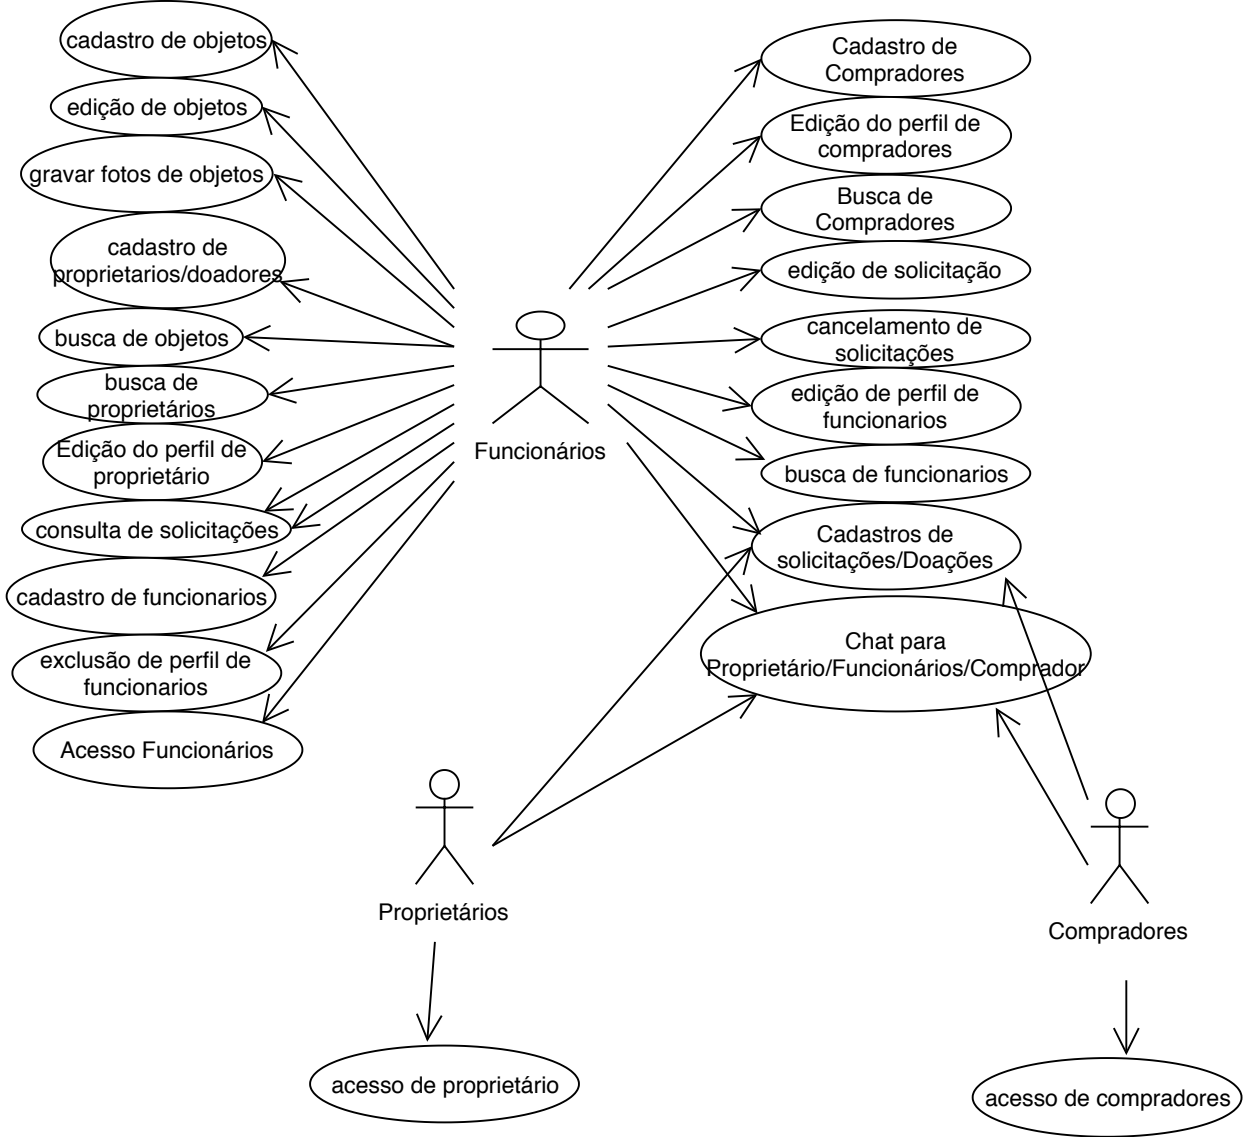 cadastro de objetos
edição de objetos
gravar fotos de objetos
cadastro de
proprietarios/doadores
busca de objetos
busca de
proprietários
Edição do perfil de
proprietário
consulta de solicitações
cadastro de funcionarios
exclusão de perfil de
funcionarios
Acesso Funcionários
Funcionários
Cadastro de
Compradores
Edição do perfil de
compradores
Busca de
Compradores
edição de solicitação
cancelamento de
solicitações
edição de perfil de
funcionarios
busca de funcionarios
Cadastros de
solicitações/Doações
Chat para
Proprietário/Funcionários/Comprador
Proprietários
Compradores
acesso de proprietário
acesso de compradores